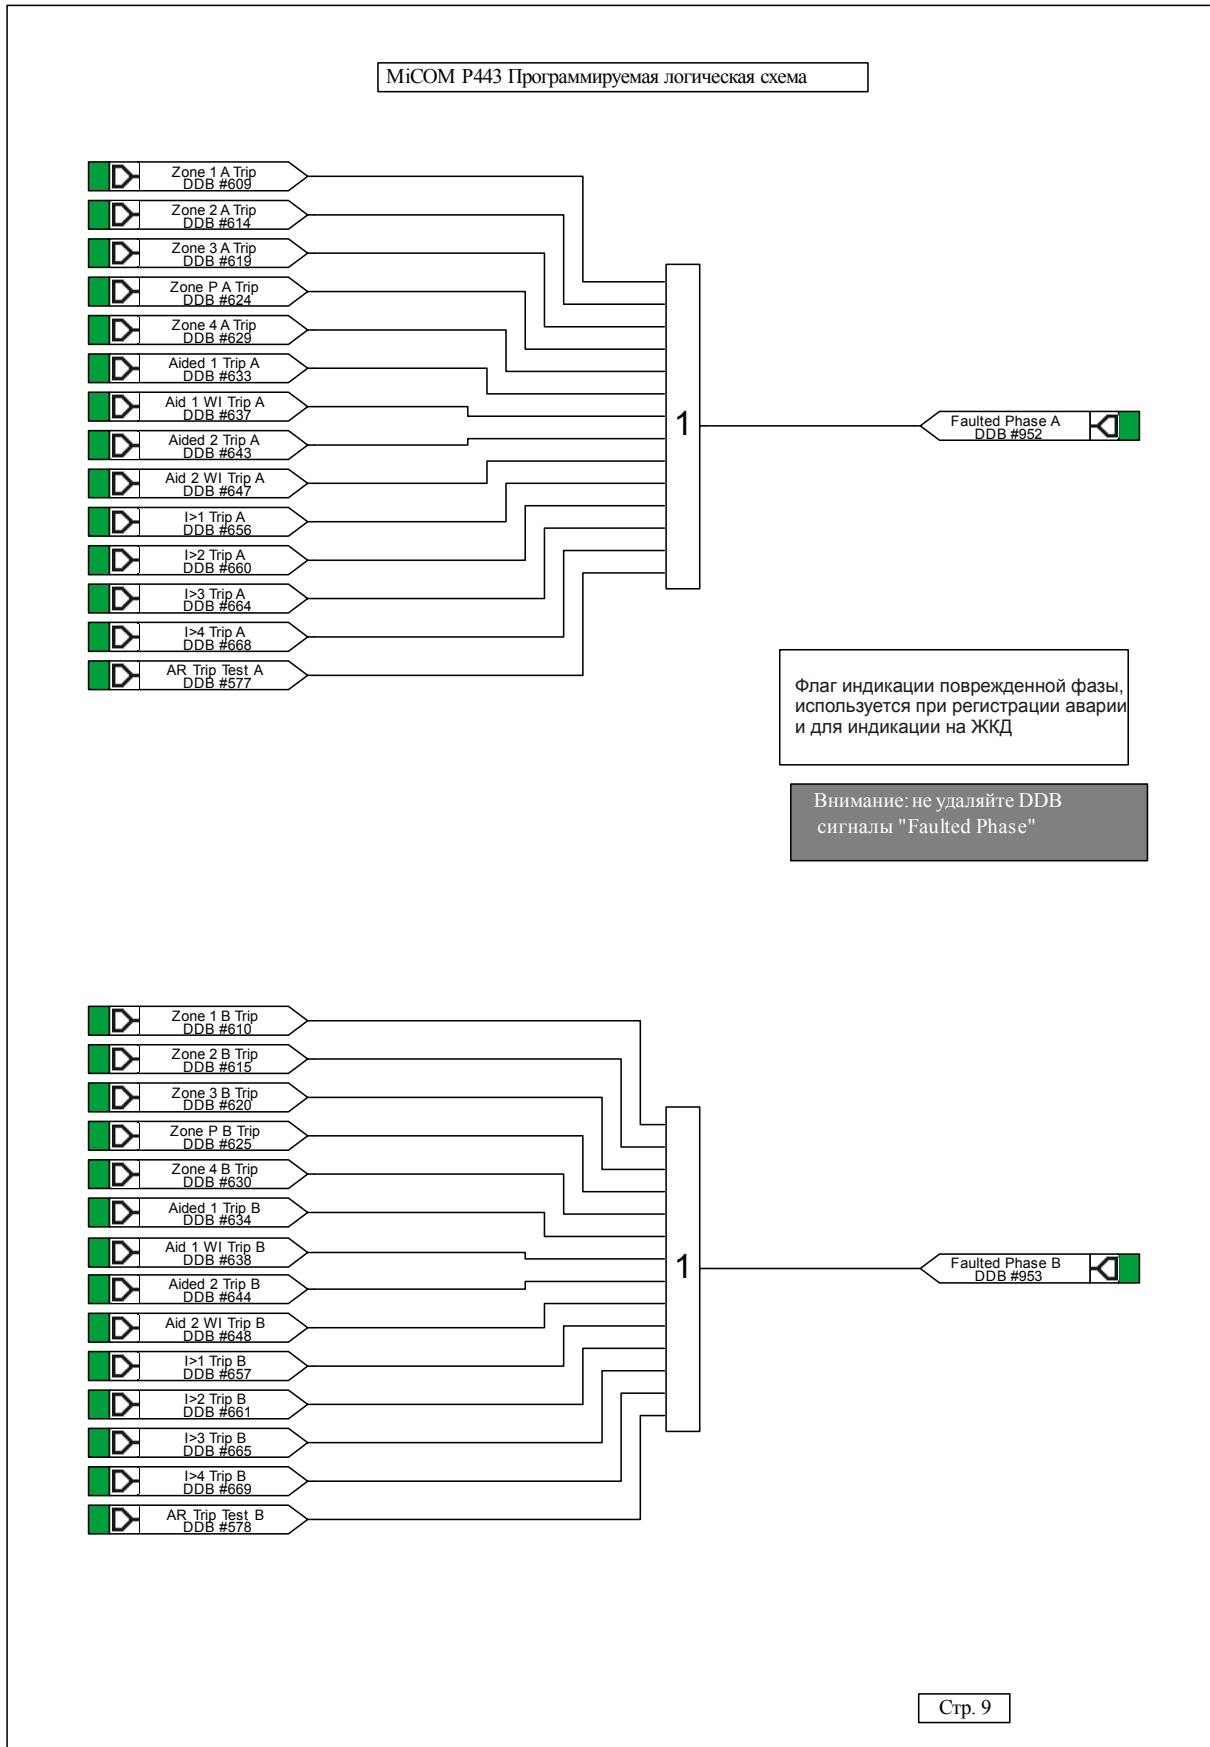 MiCOM P443 Программируемая логическая схема
Zone 1 A Trip
DDB #609
Zone 2 A Trip
DDB #614
Zone 3 A Trip
DDB #619
Zone P A Trip
DDB #624
Zone 4 A Trip
DDB #629
Aided 1 Trip A
DDB #633
Aid 1 WI Trip A
DDB #637
Aided 2 Trip A
DDB #643
Aid 2 WI Trip A
DDB #647
I>1 Trip A
DDB #656
I>2 Trip A
DDB #660
I>3 Trip A
DDB #664
I>4 Trip A
DDB #668
AR Trip Test A
DDB #577
1
Faulted Phase A
DDB #952
Флаг индикации поврежденной фазы,
используется при регистрации аварии
и для индикации на ЖКД
Внимание: не удаляйте DDB
сигналы "Faulted Phase"
Zone 1 B Trip
DDB #610
Zone 2 B Trip
DDB #615
Zone 3 B Trip
DDB #620
Zone P B Trip
DDB #625
Zone 4 B Trip
DDB #630
Aided 1 Trip B
DDB #634
Aid 1 WI Trip B
DDB #638
Aided 2 Trip B
DDB #644
Aid 2 WI Trip B
DDB #648
I>1 Trip B
DDB #657
I>2 Trip B
DDB #661
I>3 Trip B
DDB #665
I>4 Trip B
DDB #669
AR Trip Test B
DDB #578
1
Faulted Phase B
DDB #953
Стр. 9